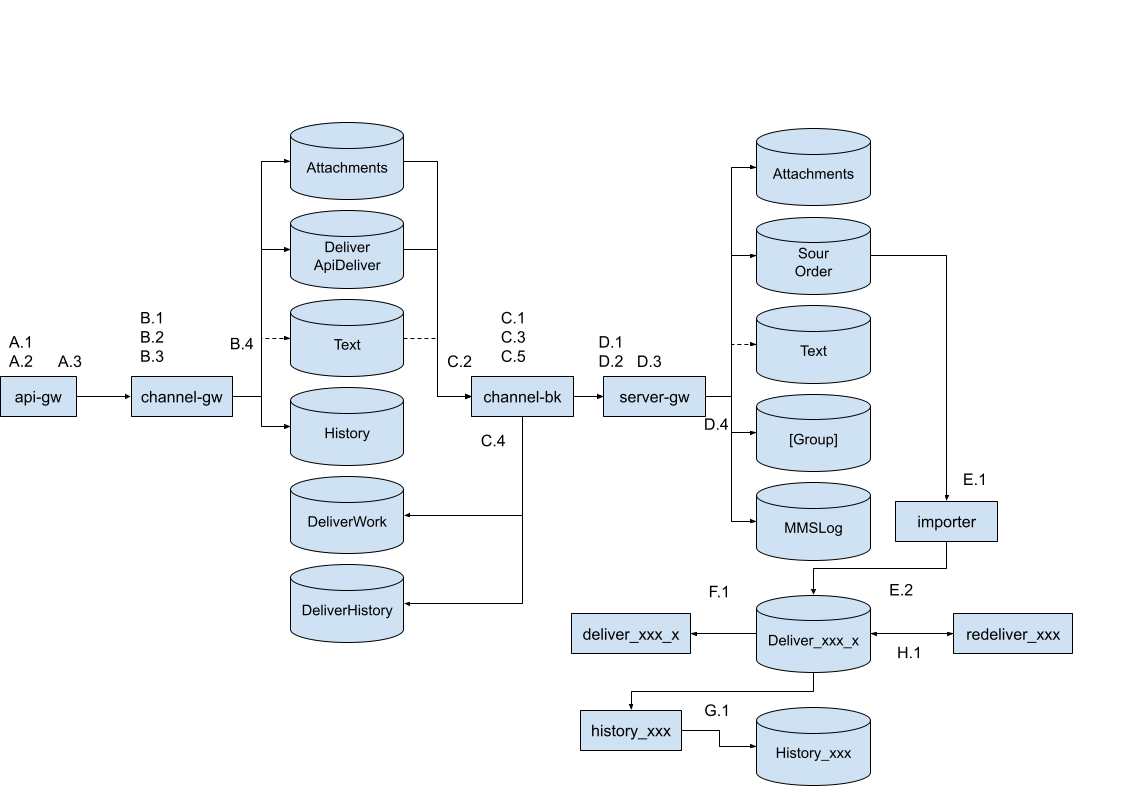 Attachments
Attachments
Deliver
ApiDeliver
Sour
Order
B.1
B.2
B.3
C.1
C.3
C.5
A.1
A.2
A.3
B.4
Text
C.2
D.1
D.2
D.3
Text
api-gw
channel-gw
channel-bk
server-gw
History
C.4
D.4
[Group]
E.1
DeliverWork
MMSLog
importer
DeliverHistory
F.1
E.2
deliver_xxx_x
Deliver_xxx_x
redeliver_xxx
H.1
history_xxx
G.1
History_xxx